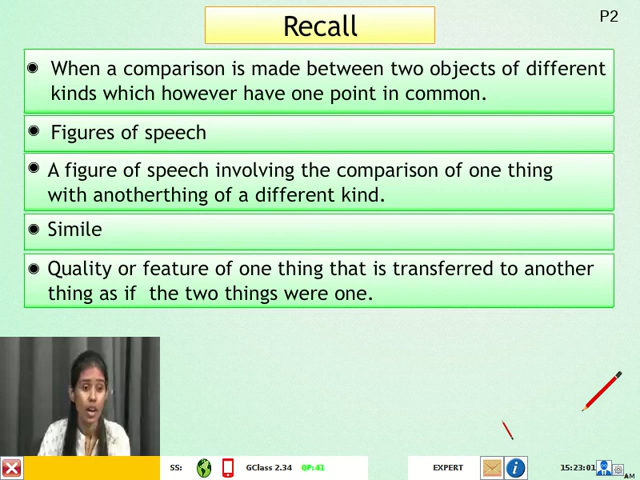 P2
Recall
When a comparison is made between two objects of different
kinds which however have one point in common.
Figures of speech
A figure of speech involving the comparison of one thing
with anotherthing of a different kind.
Simile
Quality or feature of one thing that is transferred to another
thing as if the two things were one.
SS: GClass 2.34 QP:41 EXPERT 15:23:01 AM